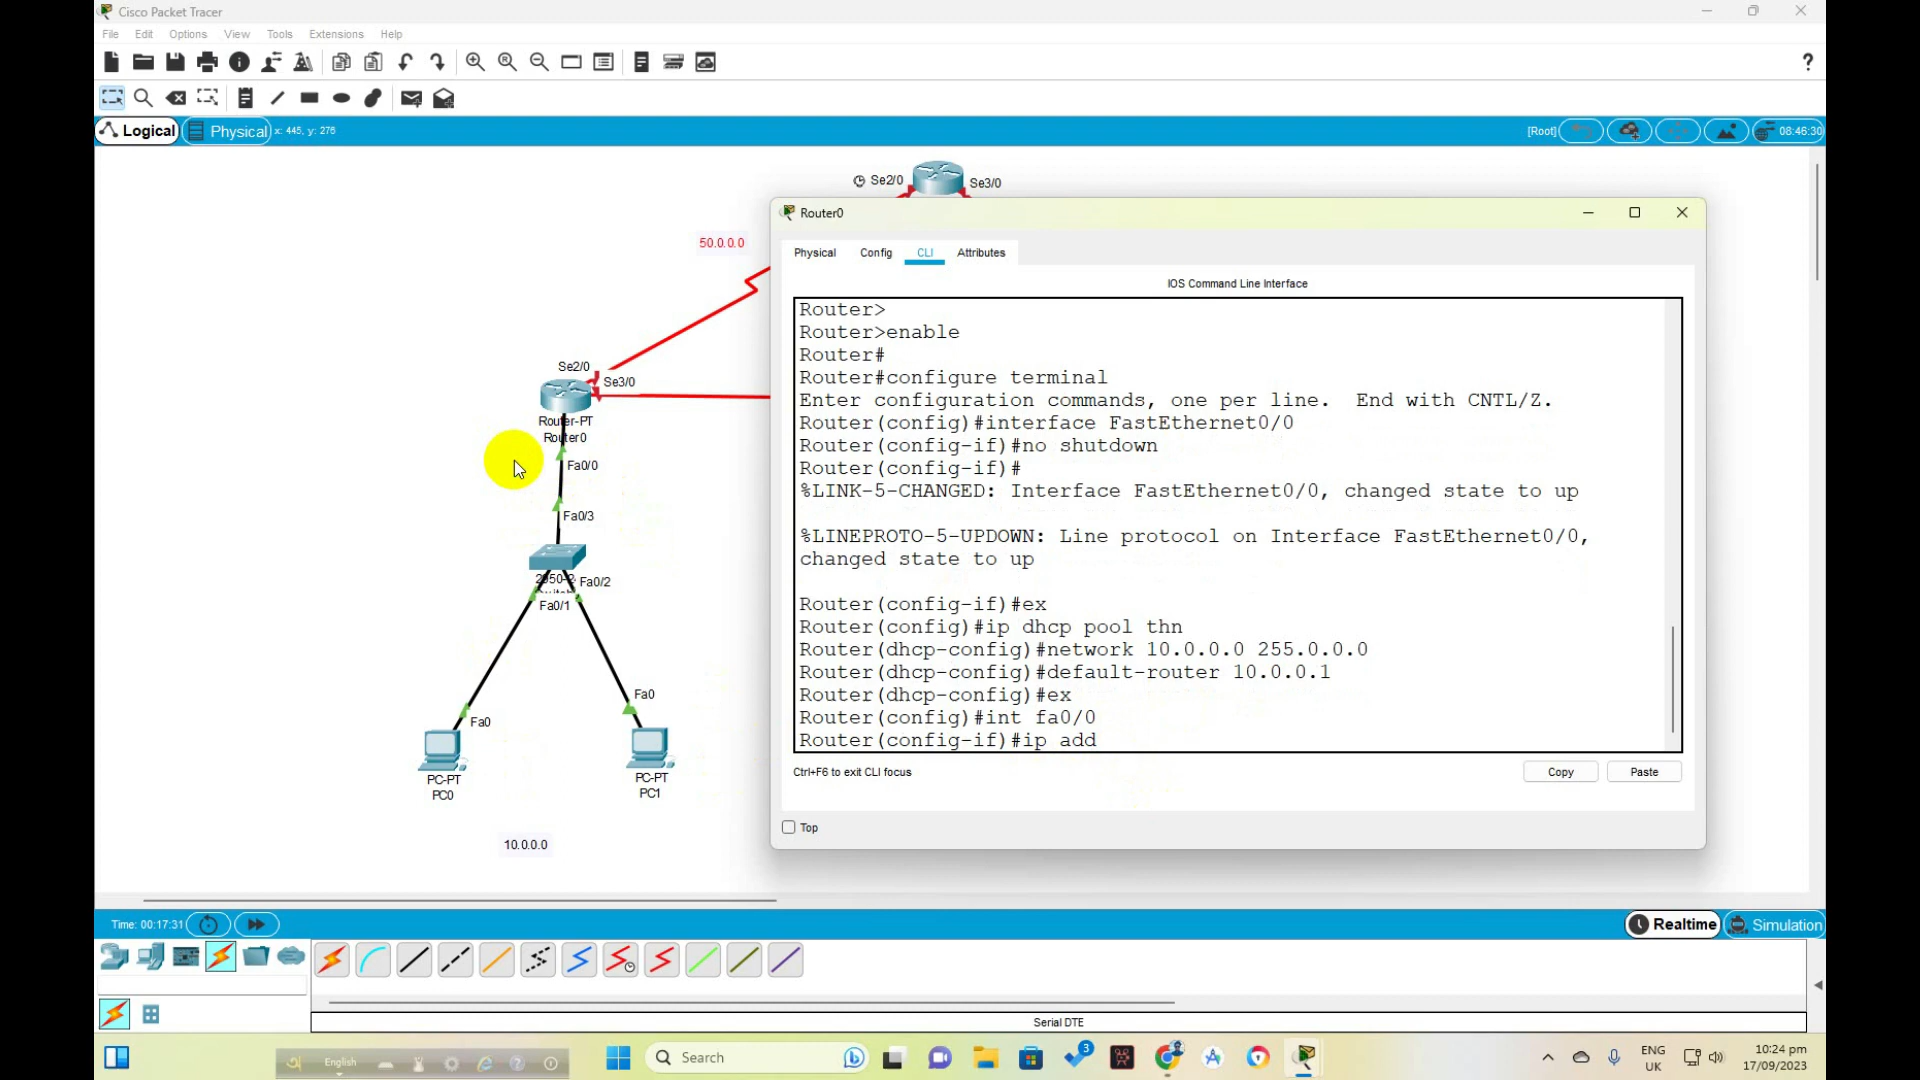 Cisco Packet Tracer
File Edit Options View Tools Extensions Help
Logical Physical x: 445, y: 276 [Root] 08:46:30
Se2/0 Se3/0
50.0.0.0
Se2/0
Se3/0
Router-PT
Router0
Fa0/0
Fa0/3
Fa0/2
Fa0/1
Fa0
Fa0
PC-PT
PC0
PC-PT
PC1
10.0.0.0
Router0
Physical Config CLI Attributes
IOS Command Line Interface
Router>
Router>enable
Router#
Router#configure terminal
Enter configuration commands, one per line. End with CNTL/Z.
Router(config)#interface FastEthernet0/0
Router(config-if)#no shutdown
Router(config-if)#
%LINK-5-CHANGED: Interface FastEthernet0/0, changed state to up
%LINEPROTO-5-UPDOWN: Line protocol on Interface FastEthernet0/0,
changed state to up
Router(config-if)#ex
Router(config)#ip dhcp pool thn
Router(dhcp-config)#network 10.0.0.0 255.0.0.0
Router(dhcp-config)#default-router 10.0.0.1
Router(dhcp-config)#ex
Router(config)#int fa0/0
Router(config-if)#ip add
Ctrl+F6 to exit CLI focus Copy Paste
Top
Time: 00:17:31 Realtime Simulation
Serial DTE
English
Search
3
ENG
UK
10:24 pm
17/09/2023